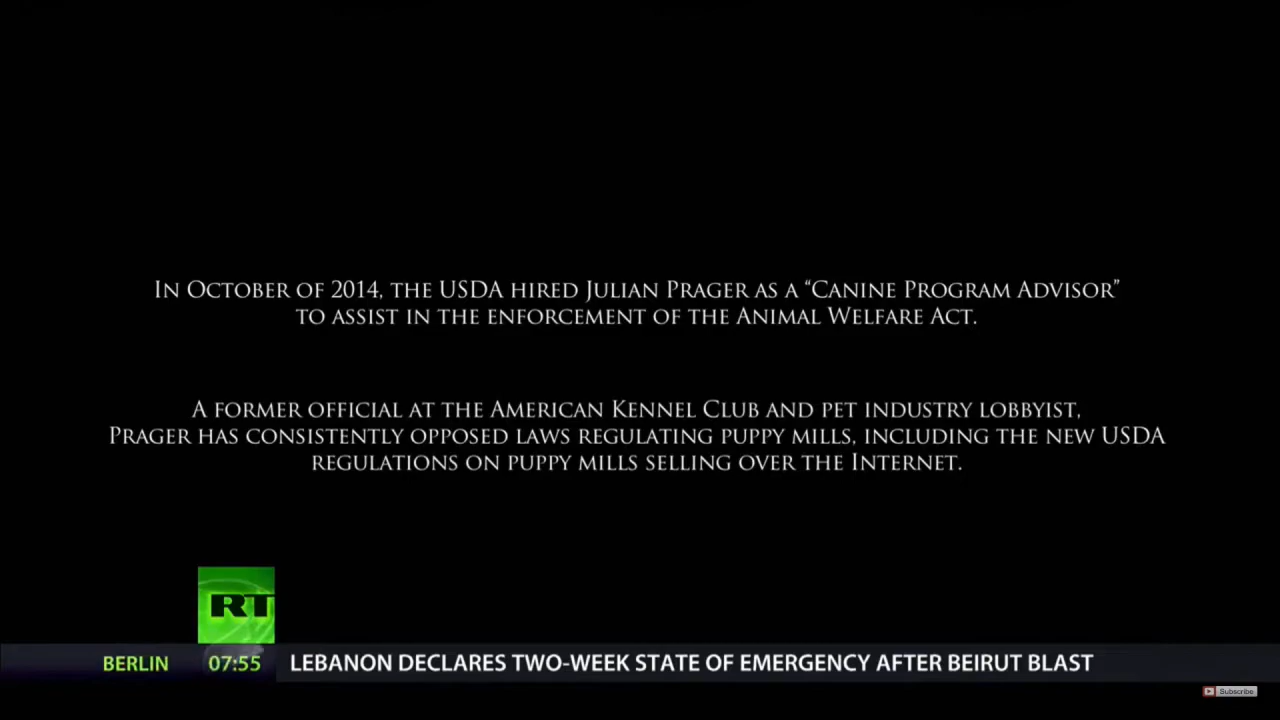 In October of 2014, the USDA hired Julian Prager as a “Canine Program Advisor”
to assist in the enforcement of the Animal Welfare Act.
A former official at the American Kennel Club and pet industry lobbyist,
Prager has consistently opposed laws regulating puppy mills, including the new USDA
regulations on puppy mills selling over the Internet.
RT
BERLIN 07:55 LEBANON DECLARES TWO-WEEK STATE OF EMERGENCY AFTER BEIRUT BLAST
Subscribe